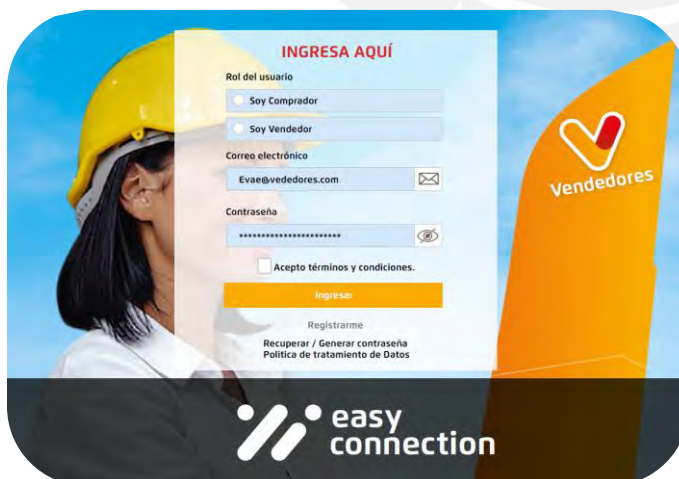 INGRESA AQUÍ
Rol del usuario
Soy Comprador
Soy Vendedor
Correo electrónico
Evae@vededores.com
Contraseña
***********************
Acepto términos y condiciones.
Ingresar
Registrarme
Recuperar / Generar contraseña
Politica de tratamiento de Datos
Vendedores
easy
connection